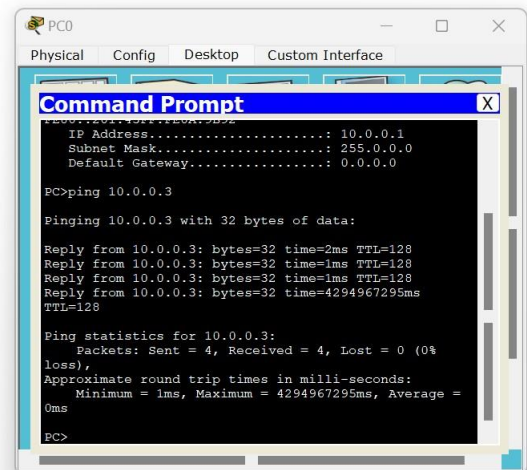 PC0
Physical Config Desktop Custom Interface
Command Prompt
X
IP Address......................: 10.0.0.1
Subnet Mask.....................: 255.0.0.0
Default Gateway.................: 0.0.0.0
PC>ping 10.0.0.3
Pinging 10.0.0.3 with 32 bytes of data:
Reply from 10.0.0.3: bytes=32 time=2ms TTL=128
Reply from 10.0.0.3: bytes=32 time=1ms TTL=128
Reply from 10.0.0.3: bytes=32 time=1ms TTL=128
Reply from 10.0.0.3: bytes=32 time=4294967295ms
TTL=128
Ping statistics for 10.0.0.3:
Packets: Sent = 4, Received = 4, Lost = 0 (0%
loss),
Approximate round trip times in milli-seconds:
Minimum = 1ms, Maximum = 4294967295ms, Average =
0ms
PC>